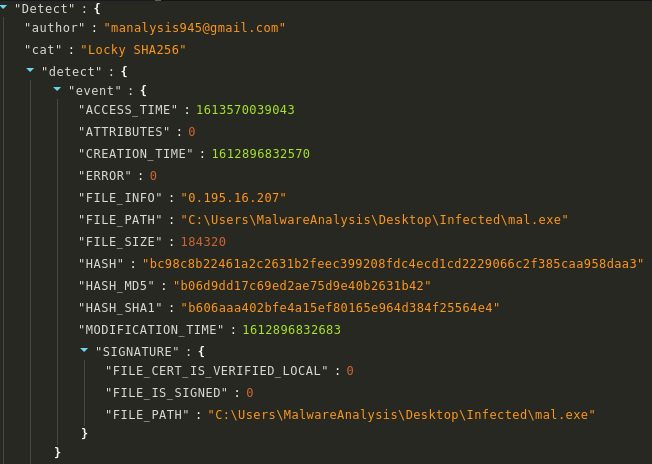 "Detect" : {
"author" : "manalysis945@gmail.com"
"cat" : "Locky SHA256"
"detect" : {
"event" : {
"ACCESS_TIME" : 1613570039043
"ATTRIBUTES" : 0
"CREATION_TIME" : 1612896832570
"ERROR" : 0
"FILE_INFO" : "0.195.16.207"
"FILE_PATH" : "C:\Users\MalwareAnalysis\Desktop\Infected\mal.exe"
"FILE_SIZE" : 184320
"HASH" : "bc98c8b22461a2c2631b2feec399208fdc4ecd1cd2229066c2f385caa958daa3"
"HASH_MD5" : "b06d9dd17c69ed2ae75d9e40b2631b42"
"HASH_SHA1" : "b606aaa402bfe4a15ef80165e964d384f25564e4"
"MODIFICATION_TIME" : 1612896832683
"SIGNATURE" : {
"FILE_CERT_IS_VERIFIED_LOCAL" : 0
"FILE_IS_SIGNED" : 0
"FILE_PATH" : "C:\Users\MalwareAnalysis\Desktop\Infected\mal.exe"
}
}